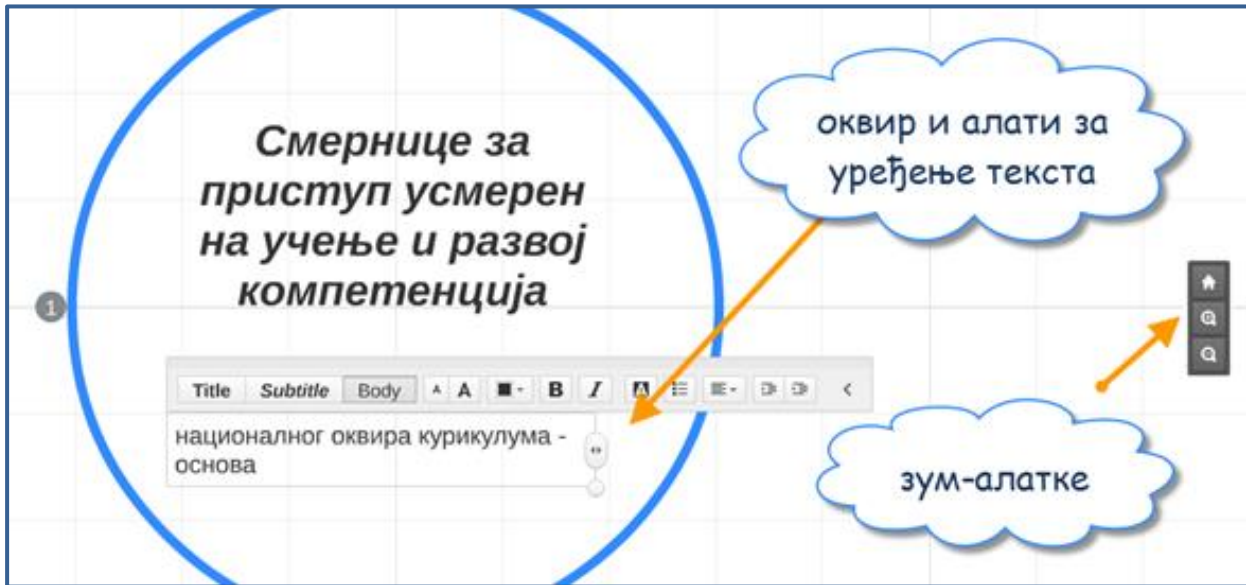 Смернице за
приступ усмерен
на учење и развој
компетенција
оквир и алати за
уређење текста
1
Title Subtitle Body A A B I A
националног оквира курикулума -
основа
зум-алатке